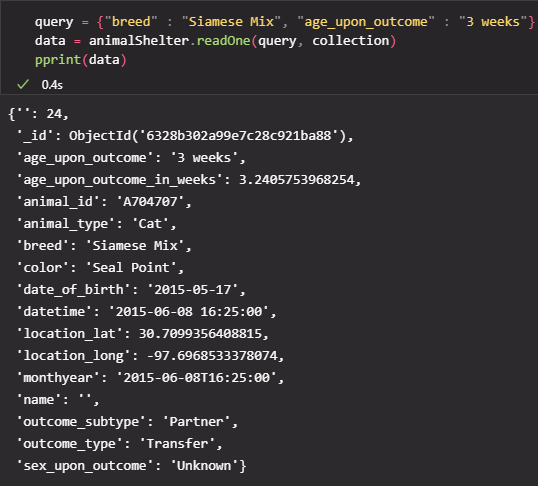 query = {"breed" : "Siamese Mix", "age_upon_outcome" : "3 weeks"}
data = animalShelter.readOne(query, collection)
pprint(data)
✓ 0.4s
{'': 24,
'_id': ObjectId('6328b302a99e7c28c921ba88'),
'age_upon_outcome': '3 weeks',
'age_upon_outcome_in_weeks': 3.2405753968254,
'animal_id': 'A704707',
'animal_type': 'Cat',
'breed': 'Siamese Mix',
'color': 'Seal Point',
'date_of_birth': '2015-05-17',
'datetime': '2015-06-08 16:25:00',
'location_lat': 30.7099356408815,
'location_long': -97.6968533378074,
'monthyear': '2015-06-08T16:25:00',
'name': '',
'outcome_subtype': 'Partner',
'outcome_type': 'Transfer',
'sex_upon_outcome': 'Unknown'}